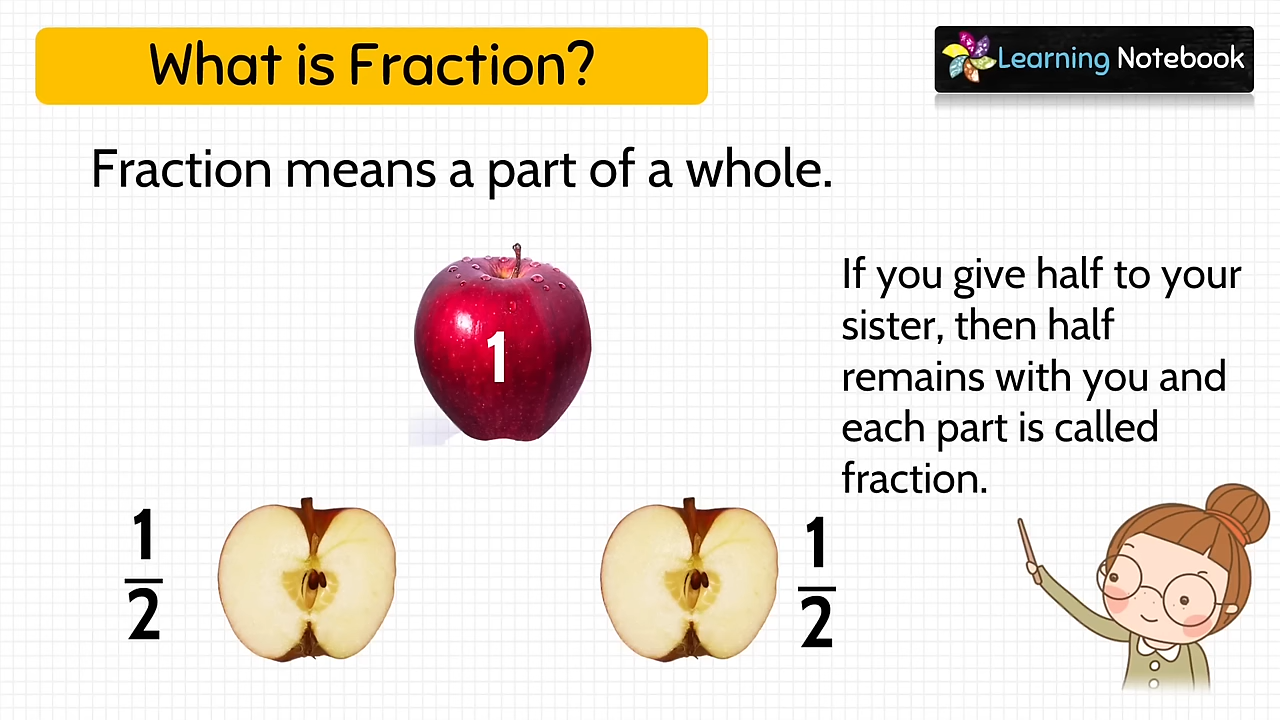 What is Fraction?
Learning Notebook
Fraction means a part of a whole.
1
If you give half to your
sister, then half
remains with you and
each part is called
fraction.
1
2
1
2